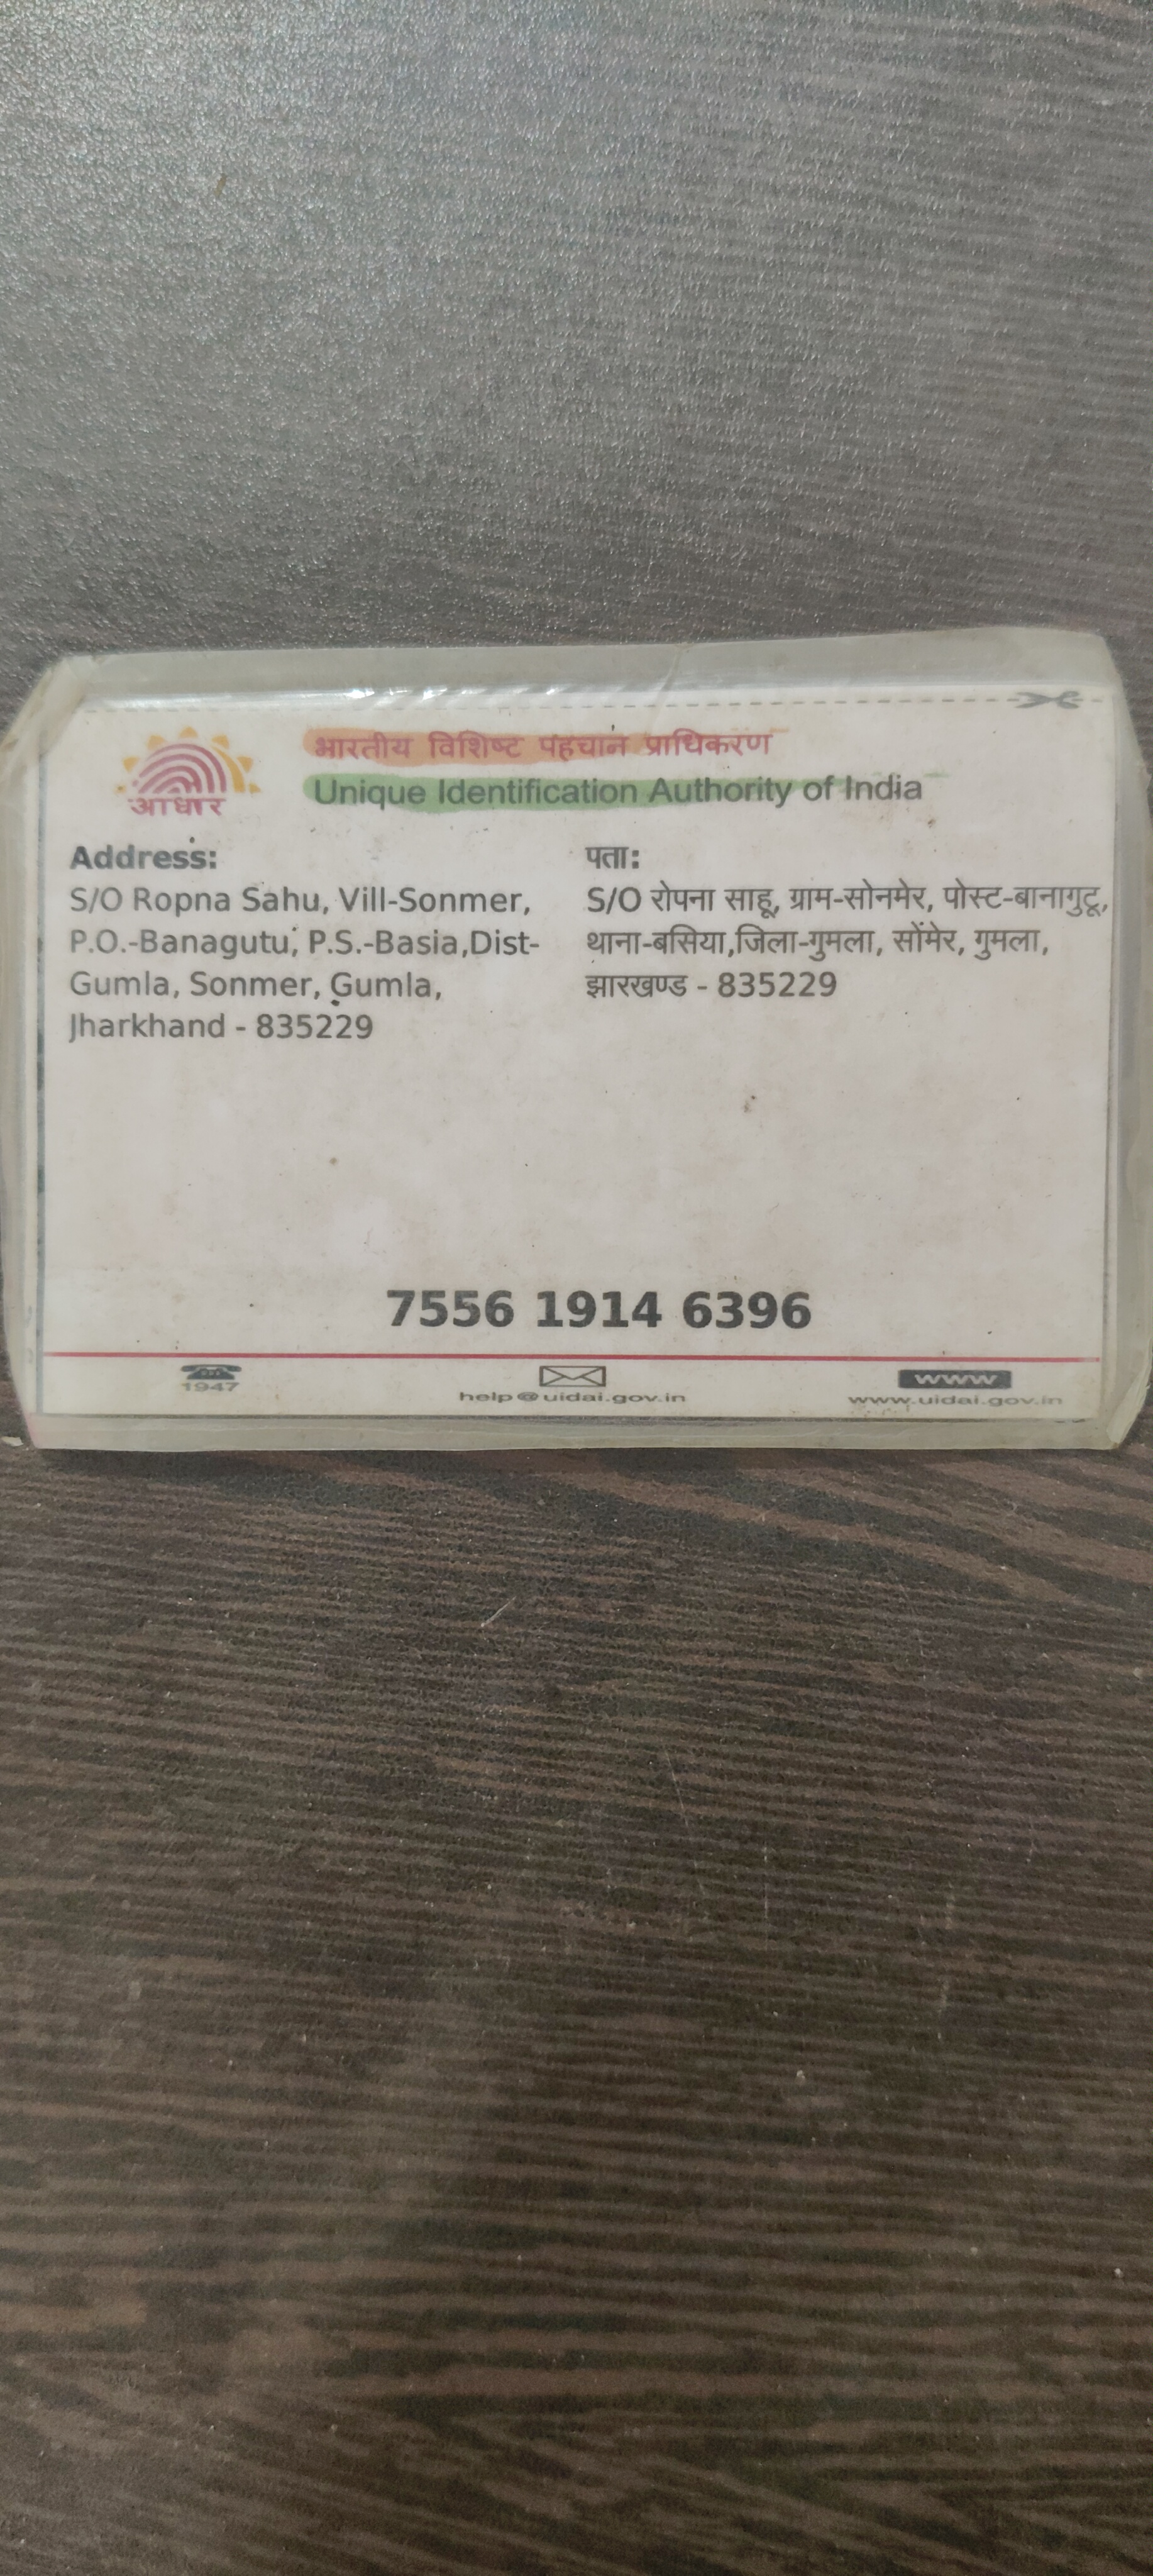 आधार
भारतीय विशिष्ट पहचान प्राधिकरण
Unique Identification Authority of India
Address:
S/O Ropna Sahu, Vill-Sonmer,
P.O.-Banagutu, P.S.-Basia,Dist-
Gumla, Sonmer, Gumla,
Jharkhand - 835229
पता:
S/O रोपना साहू, ग्राम-सोनमेर, पोस्ट-बानागुटू,
थाना-बसिया,जिला-गुमला, सोंमेर, गुमला,
झारखण्ड - 835229
7556 1914 6396
1947
help@uidai.gov.in
www
www.uidai.gov.in